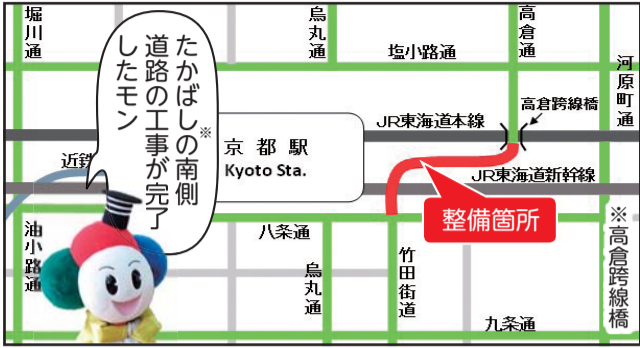 堀川通
烏丸通
高倉通
河原町通
塩小路通
たかばしの※南側
道路の工事が完了
したモン
高倉跨線橋
JR東海道本線
京都駅
Kyoto Sta.
近鉄
JR東海道新幹線
整備箇所
※高倉跨線橋
油小路通
八条通
烏丸通
竹田街道
九条通